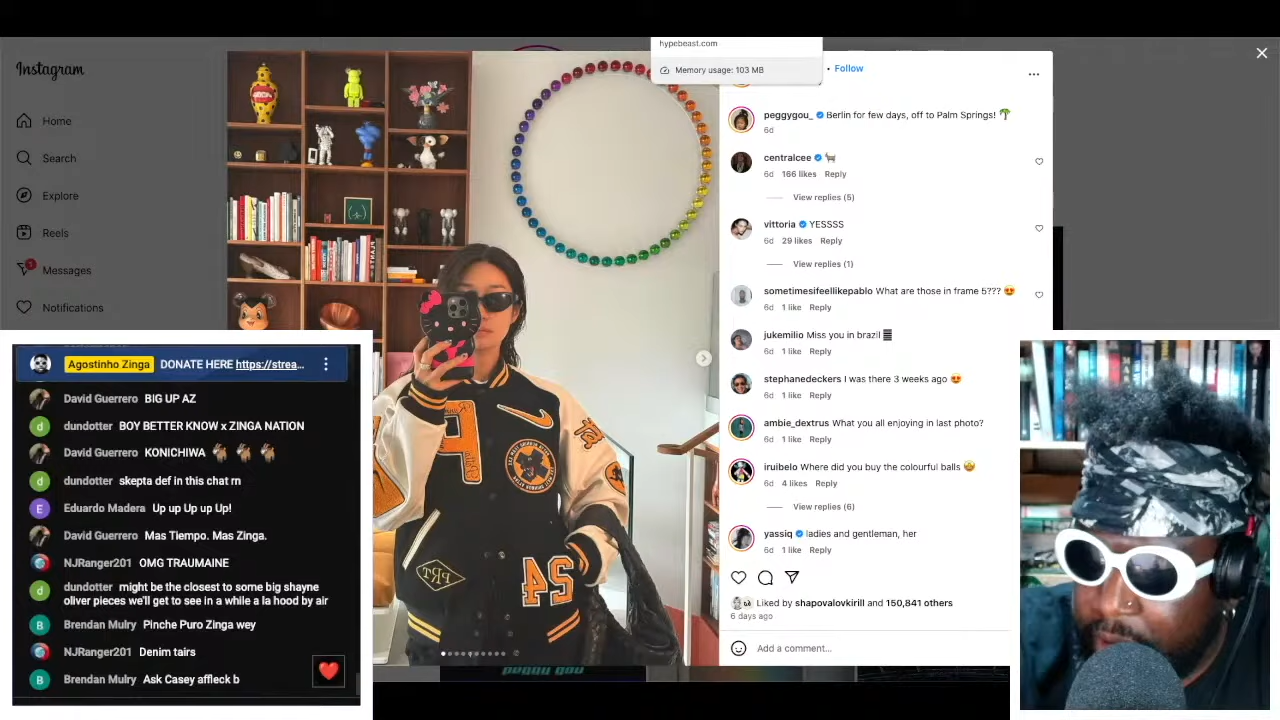 hypebeast.com
Memory usage: 103 MB
Instagram
Home
Search
Explore
Reels
1
Messages
Notifications
• Follow
peggygou_ Berlin for few days, off to Palm Springs! 🌴
6d
centralcee 🐐
6d 166 likes Reply
View replies (5)
vittoria YESSSS
6d 29 likes Reply
View replies (1)
sometimesifeellikepablo What are those in frame 5??? 😍
6d 1 like Reply
jukemilio Miss you in brazil
6d 1 like Reply
stephanedeckers I was there 3 weeks ago 😍
6d 1 like Reply
ambie_dextrus What you all enjoying in last photo?
6d 1 like Reply
iruibelo Where did you buy the colourful balls 🤩
6d 4 likes Reply
View replies (6)
yassiq ladies and gentleman, her
6d 1 like Reply
Liked by shapovalovkirill and 150,841 others
6 days ago
Add a comment...
Agostinho Zinga DONATE HERE https://strea...
David Guerrero BIG UP AZ
dundotter BOY BETTER KNOW x ZINGA NATION
David Guerrero KONICHIWA 🐐 🐐 🐐
dundotter skepta def in this chat rn
Eduardo Madera Up up Up up Up!
David Guerrero Mas Tiempo. Mas Zinga.
NJRanger201 OMG TRAUMAINE
dundotter might be the closest to some big shayne
oliver pieces we'll get to see in a while a la hood by air
Brendan Mulry Pinche Puro Zinga wey
NJRanger201 Denim tairs
Brendan Mulry Ask Casey affleck b
peggy gou